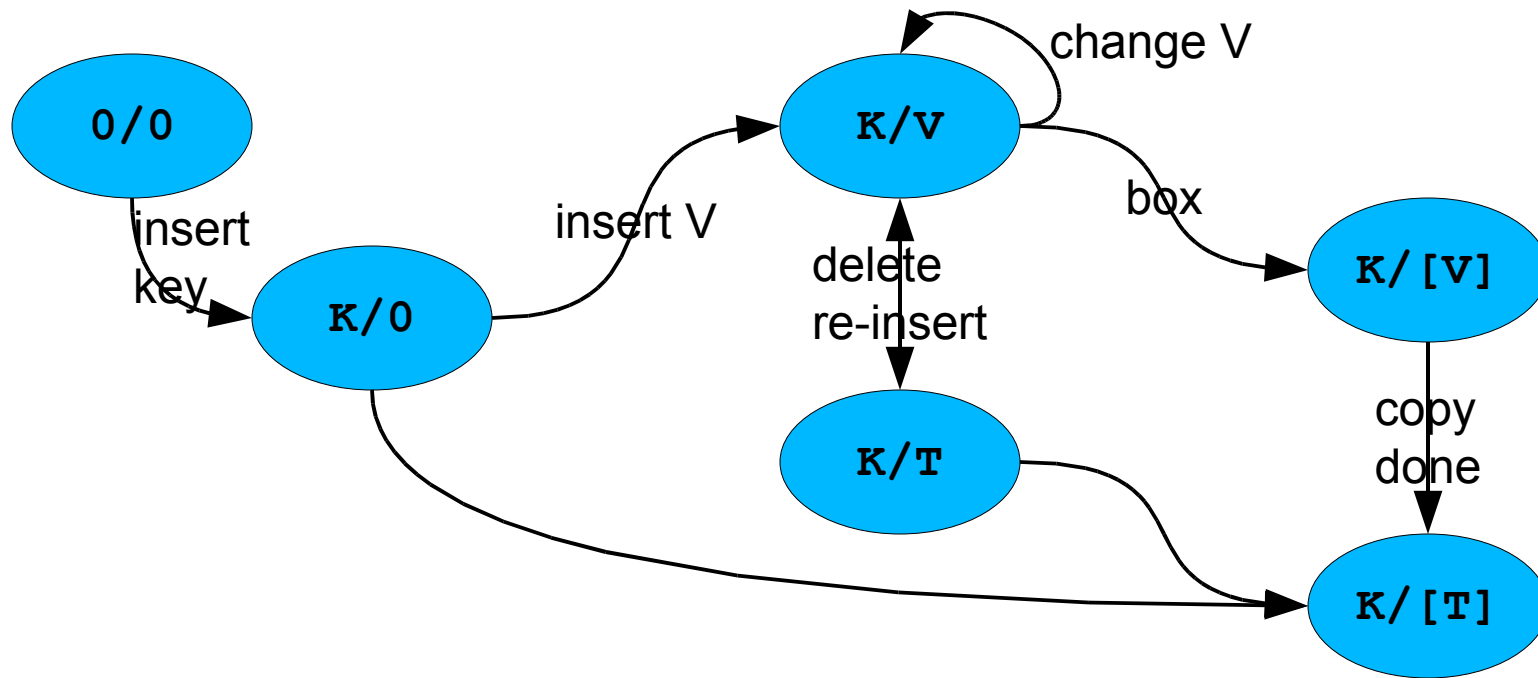 change V
0/0
K/V
insert
key
insert V
box
delete
re-insert
K/[V]
K/0
copy
done
K/T
K/[T]